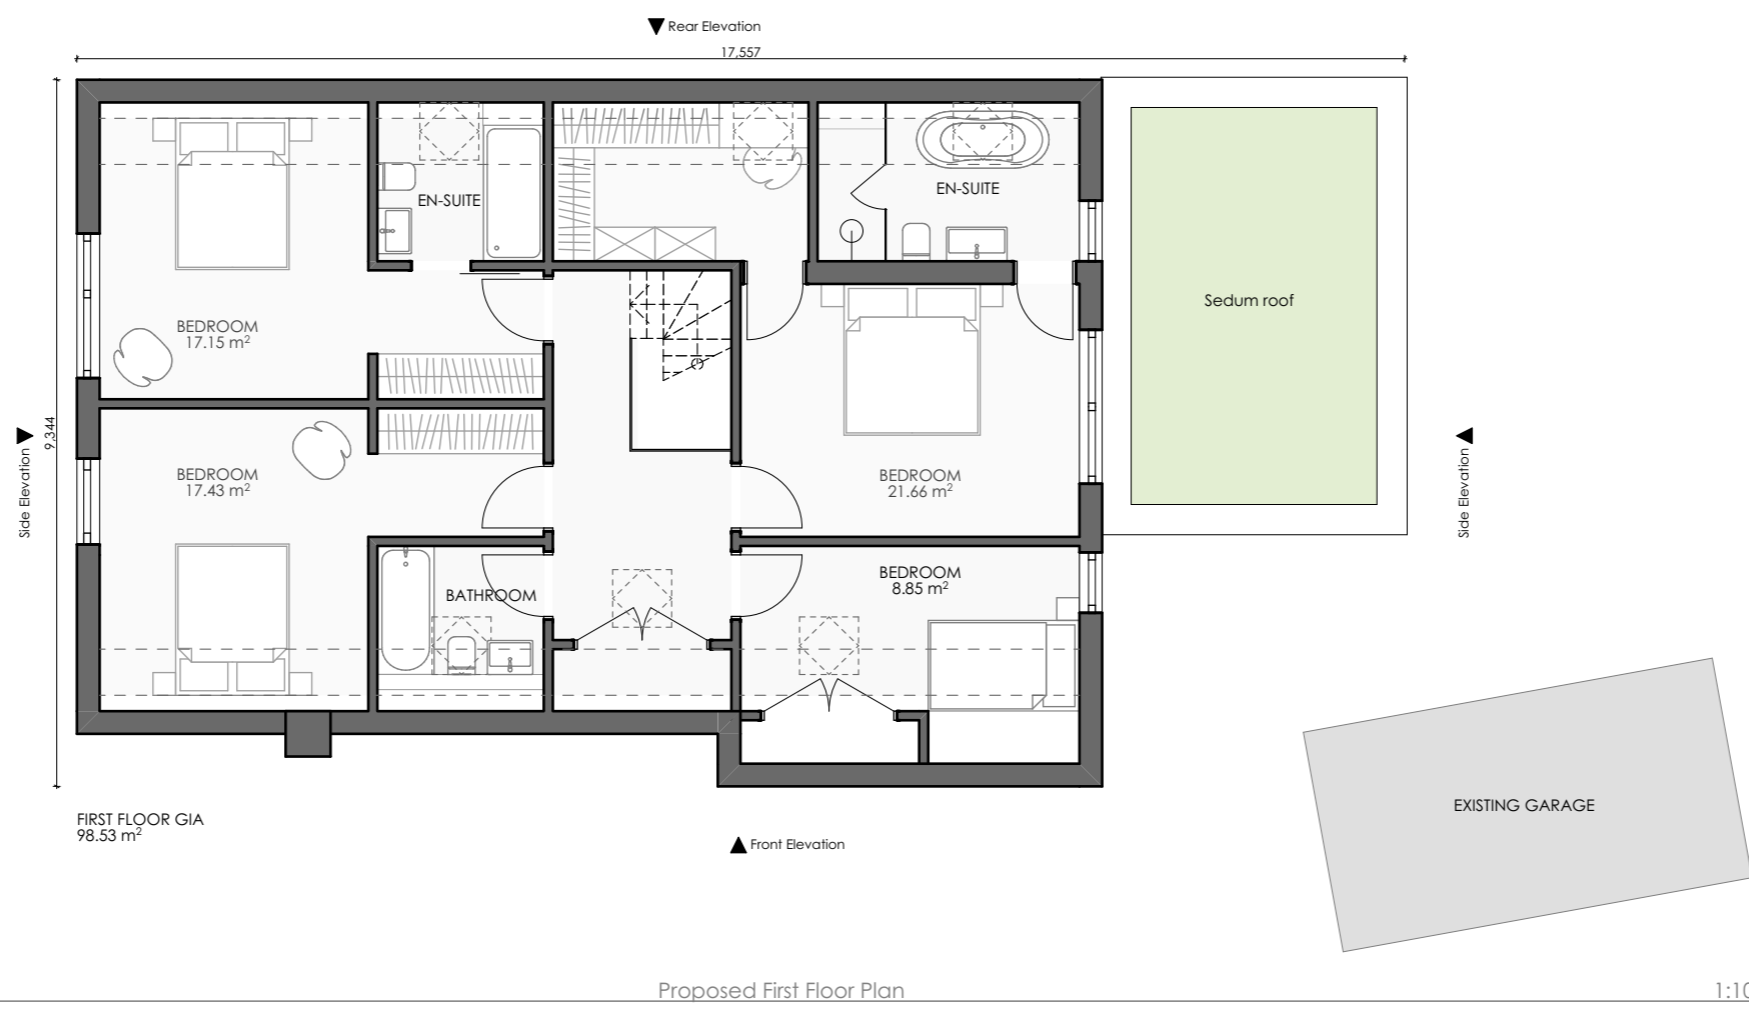 Rear Elevation
17,557
EN-SUITE
EN-SUITE
Sedum roof
BEDROOM
17.15 m²
9,344
Side Elevation
BEDROOM
17.43 m²
BEDROOM
21.66 m²
Side Elevation
BEDROOM
8.85 m²
BATHROOM
FIRST FLOOR GIA
98.53 m²
Front Elevation
EXISTING GARAGE
Proposed First Floor Plan
1:10